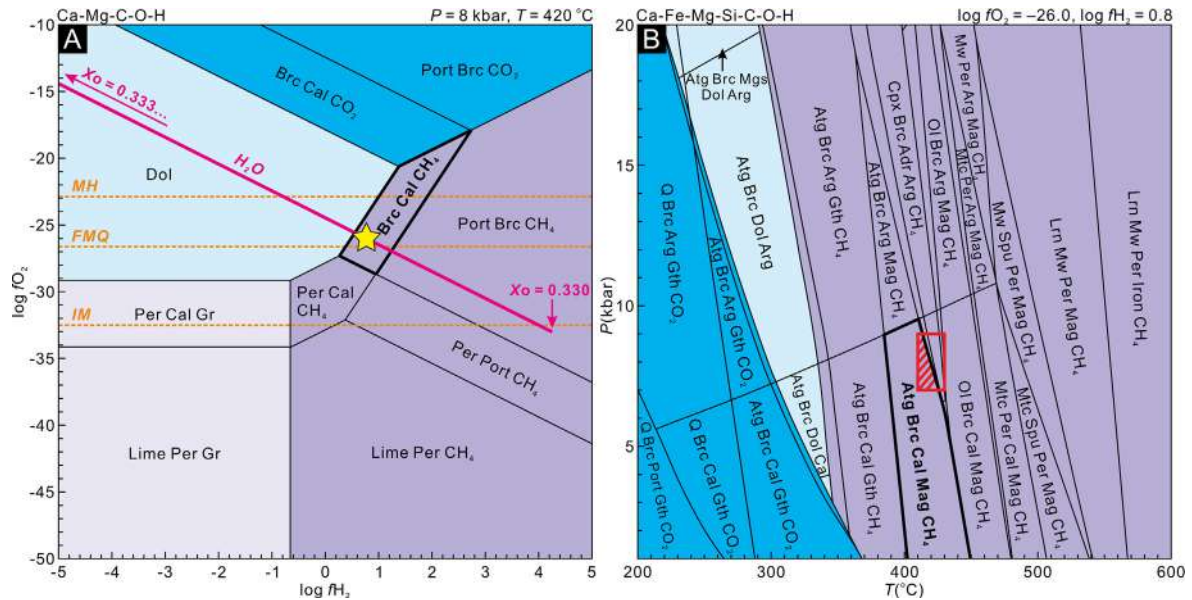 Ca-Mg-C-O-H
P = 8 kbar, T = 420 °C
A
-10
-15
-20
-25
-30
-35
-40
-45
-50
log fO₂
-5
-4
-3
-2
-1
0
1
2
3
4
5
log fH₂
Xo = 0.333...
H₂O
Brc Cal CO₂
Port Brc CO₂
Dol
MH
FMQ
IM
Brc Cal CH₄
Port Brc CH₄
Xo = 0.330
Per Cal
CH₄
Per Cal Gr
Per Port CH₄
Lime Per Gr
Lime Per CH₄
Ca-Fe-Mg-Si-C-O-H
log fO₂ = −26.0, log fH₂ = 0.8
B
20
15
10
5
P(kbar)
200
300
400
500
600
T(°C)
Atg Brc Mgs
Dol Arg
Q Brc Arg Gth CO₂
Atg Brc Arg Gth CO₂
Atg Brc Dol Arg
Atg Brc Arg Gth CH₄
Atg Brc Arg Mag CH₄
Cpx Brc Adr Arg CH₄
Ol Brc Arg Mag CH₄
Mw Per Arg Mag CH₄
Mtc Per Arg Mag CH₄
Mw Spu Per Mag CH₄
Lrn Mw Per Mag CH₄
Lrn Mw Per Iron CH₄
Q Brc Port Gth CO₂
Q Brc Cal Gth CO₂
Atg Brc Cal Gth CO₂
Atg Brc Dol Cal
Atg Brc Cal Gth CH₄
Atg Brc Cal Mag CH₄
Ol Brc Cal Mag CH₄
Mtc Per Cal Mag CH₄
Mtc Spu Per Mag CH₄